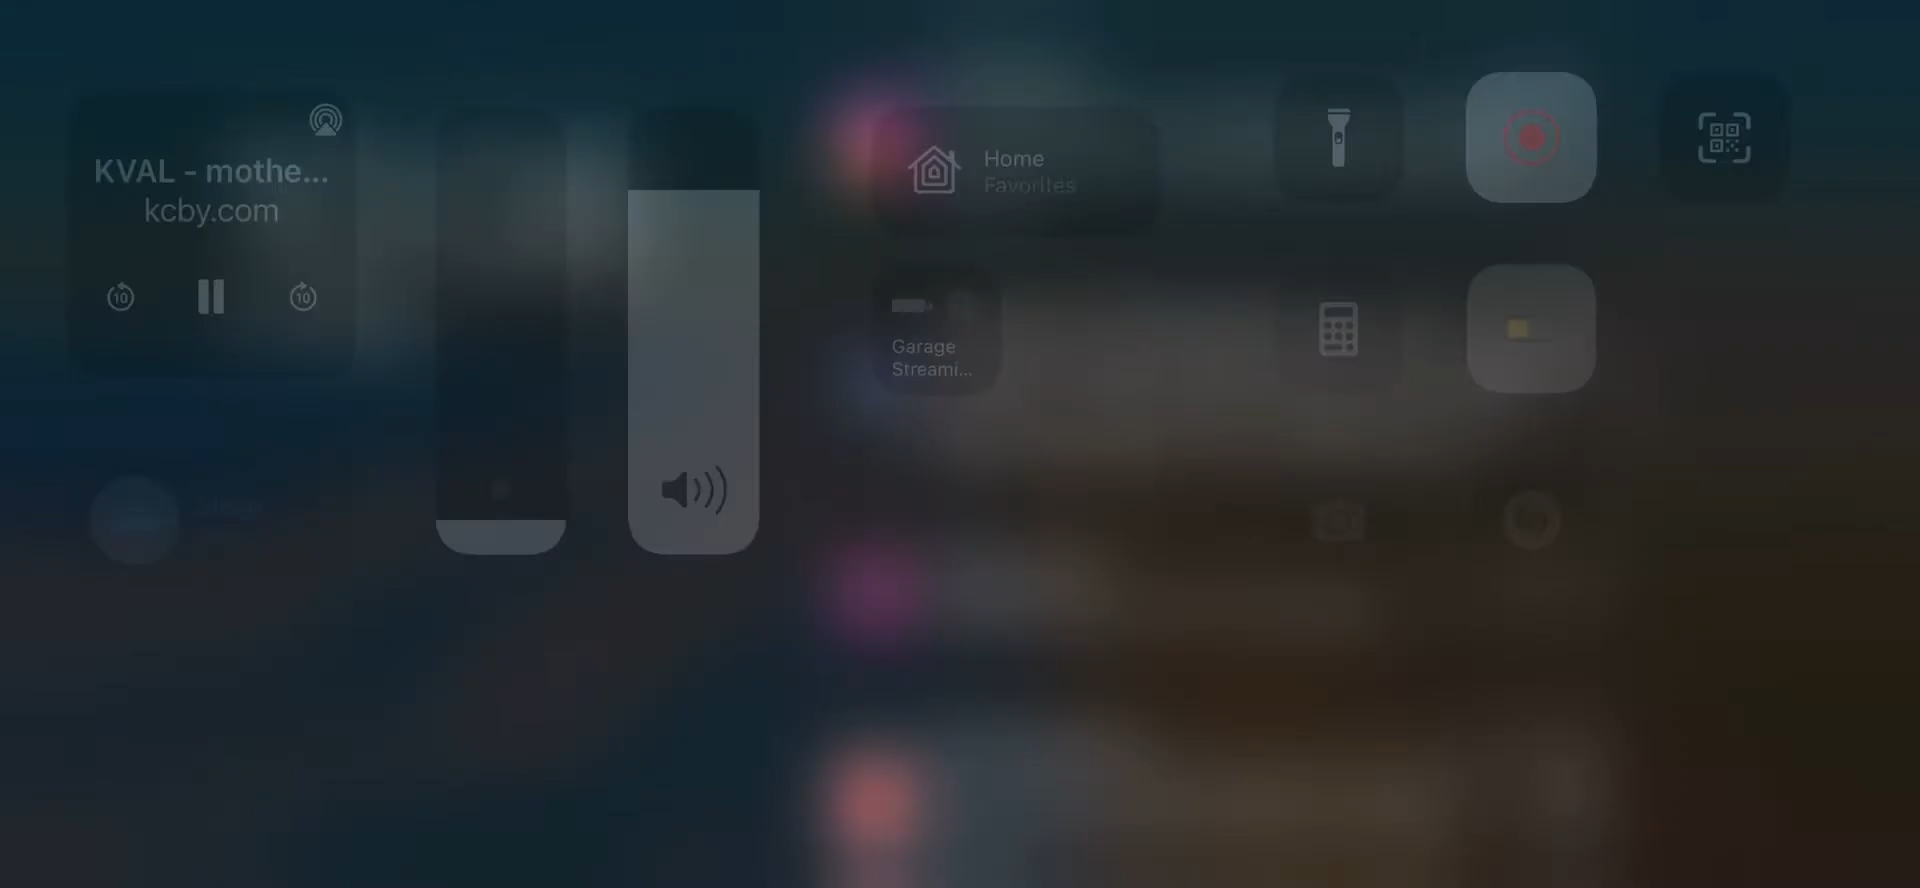 KVAL - mothe...
kcby.com
10
10
Home
Favorites
Garage
Streami...